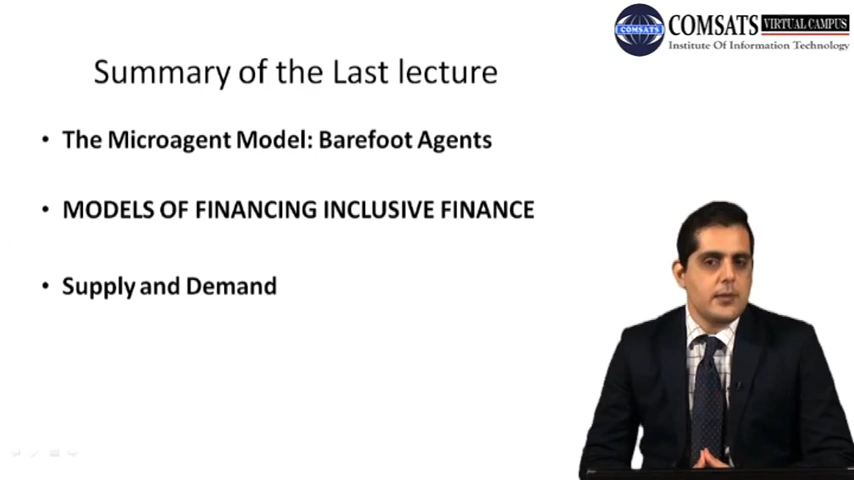 COMSATS VIRTUAL CAMPUS
Institute Of Information Technology
COMSATS
Summary of the Last lecture
• The Microagent Model: Barefoot Agents
• MODELS OF FINANCING INCLUSIVE FINANCE
• Supply and Demand